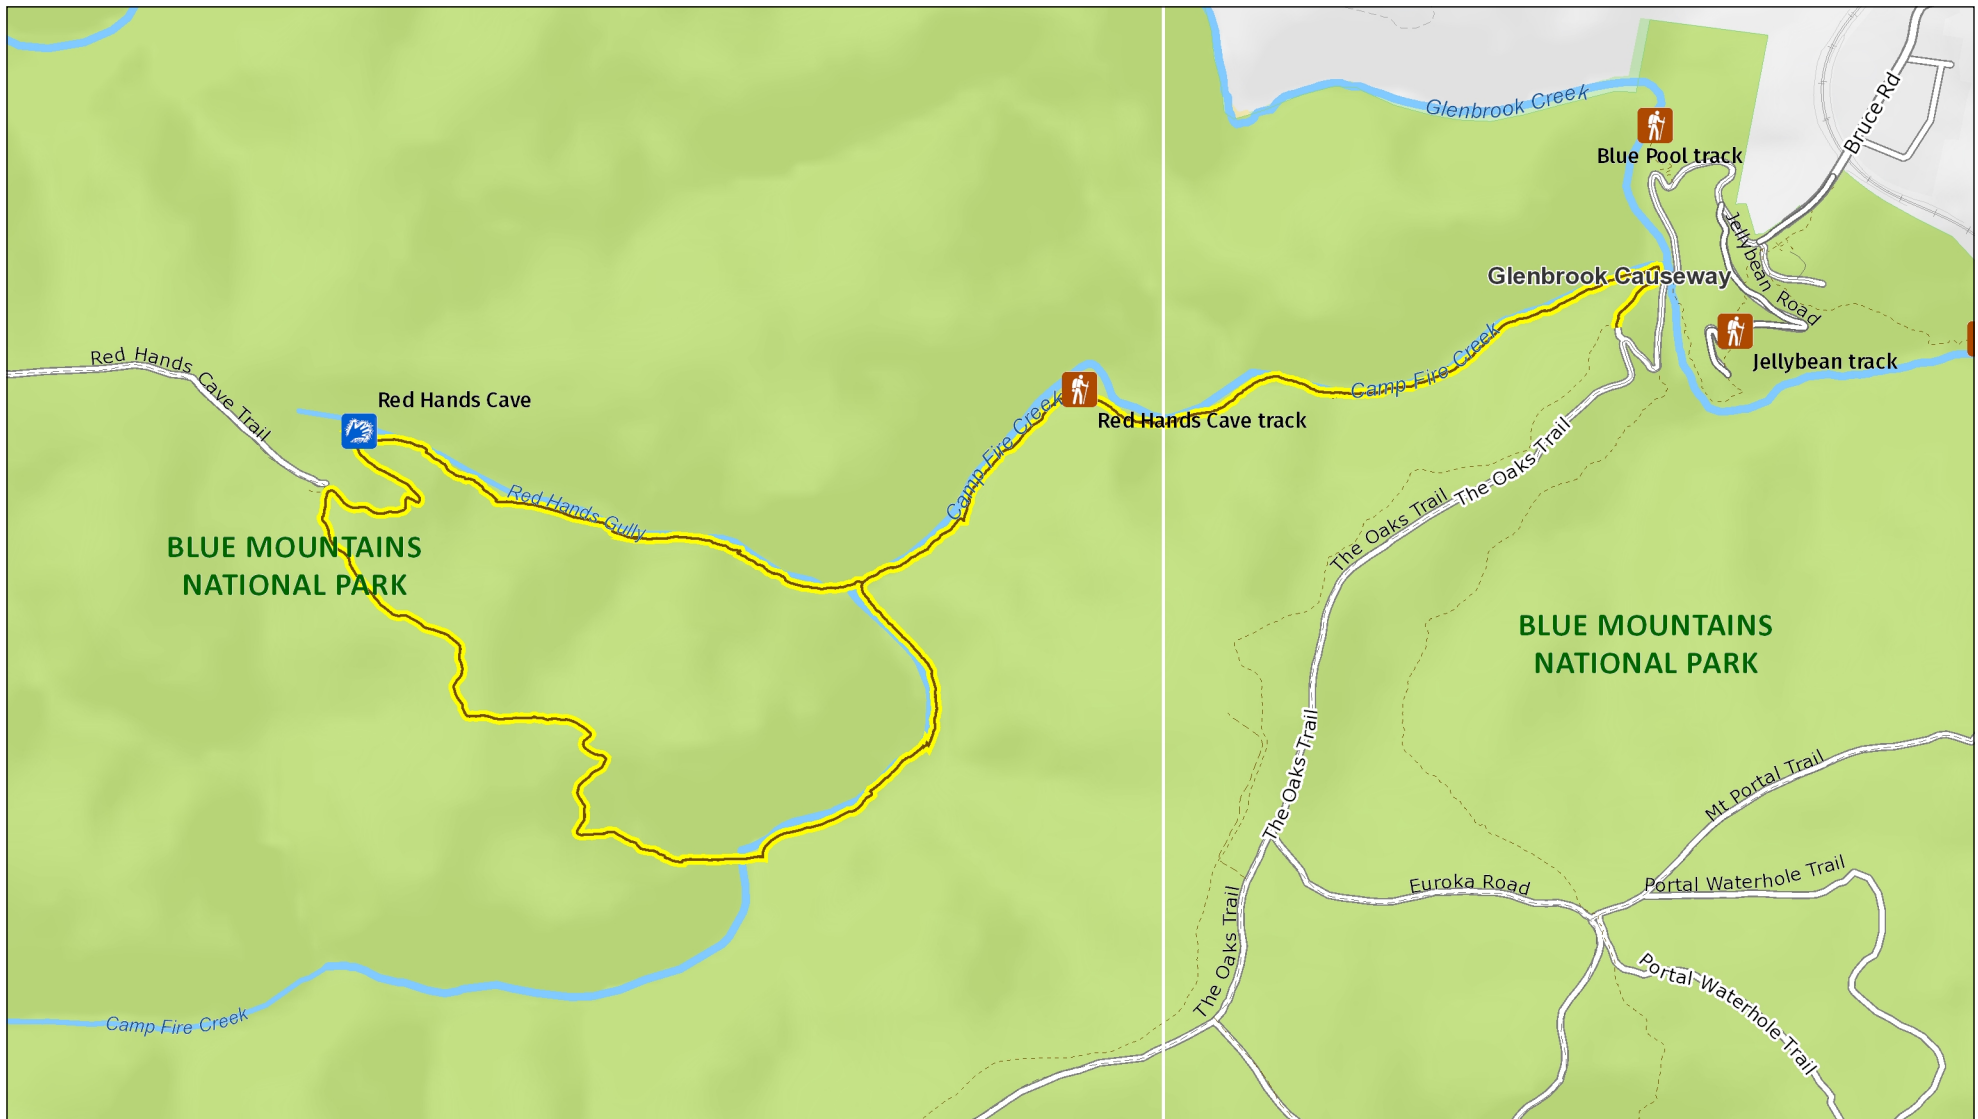 Glenbrook Creek
Bruce-Rd
Blue Pool track
Jellybean Road
Glenbrook Causeway
Camp Fire Creek
Jellybean track
Red Hands Cave Trail
Red Hands Cave
Camp Fire Creek
Red Hands Cave track
The Oaks Trail
The Oaks Trail
Red Hands Gully
BLUE MOUNTAINS
NATIONAL PARK
BLUE MOUNTAINS
NATIONAL PARK
The Oaks Trail
Mt Portal Trail
Euroka Road
Portal Waterhole Trail
The Oaks Trail
Portal Waterhole Trail
Camp Fire Creek